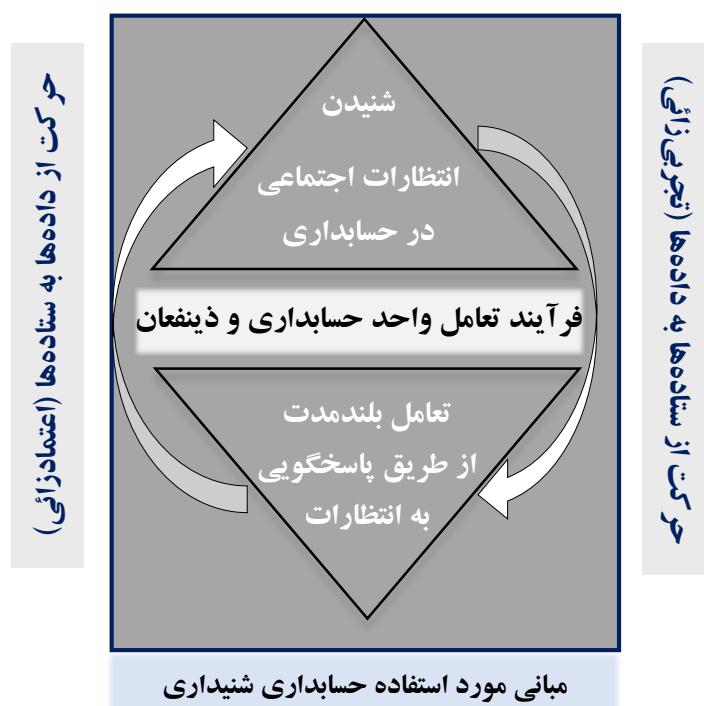 شنیدن
انتظارات اجتماعی
در حسابداری
فرآیند تعامل واحد حسابداری و ذینفعان
تعامل بلندمدت
از طریق پاسخگویی
به انتظارات
حرکت از ستاده‌ها به داده‌ها (تجربی‌زائی)
حرکت از داده‌ها به ستاده‌ها (اعتمادزائی)
مبانی مورد استفاده حسابداری شنیداری